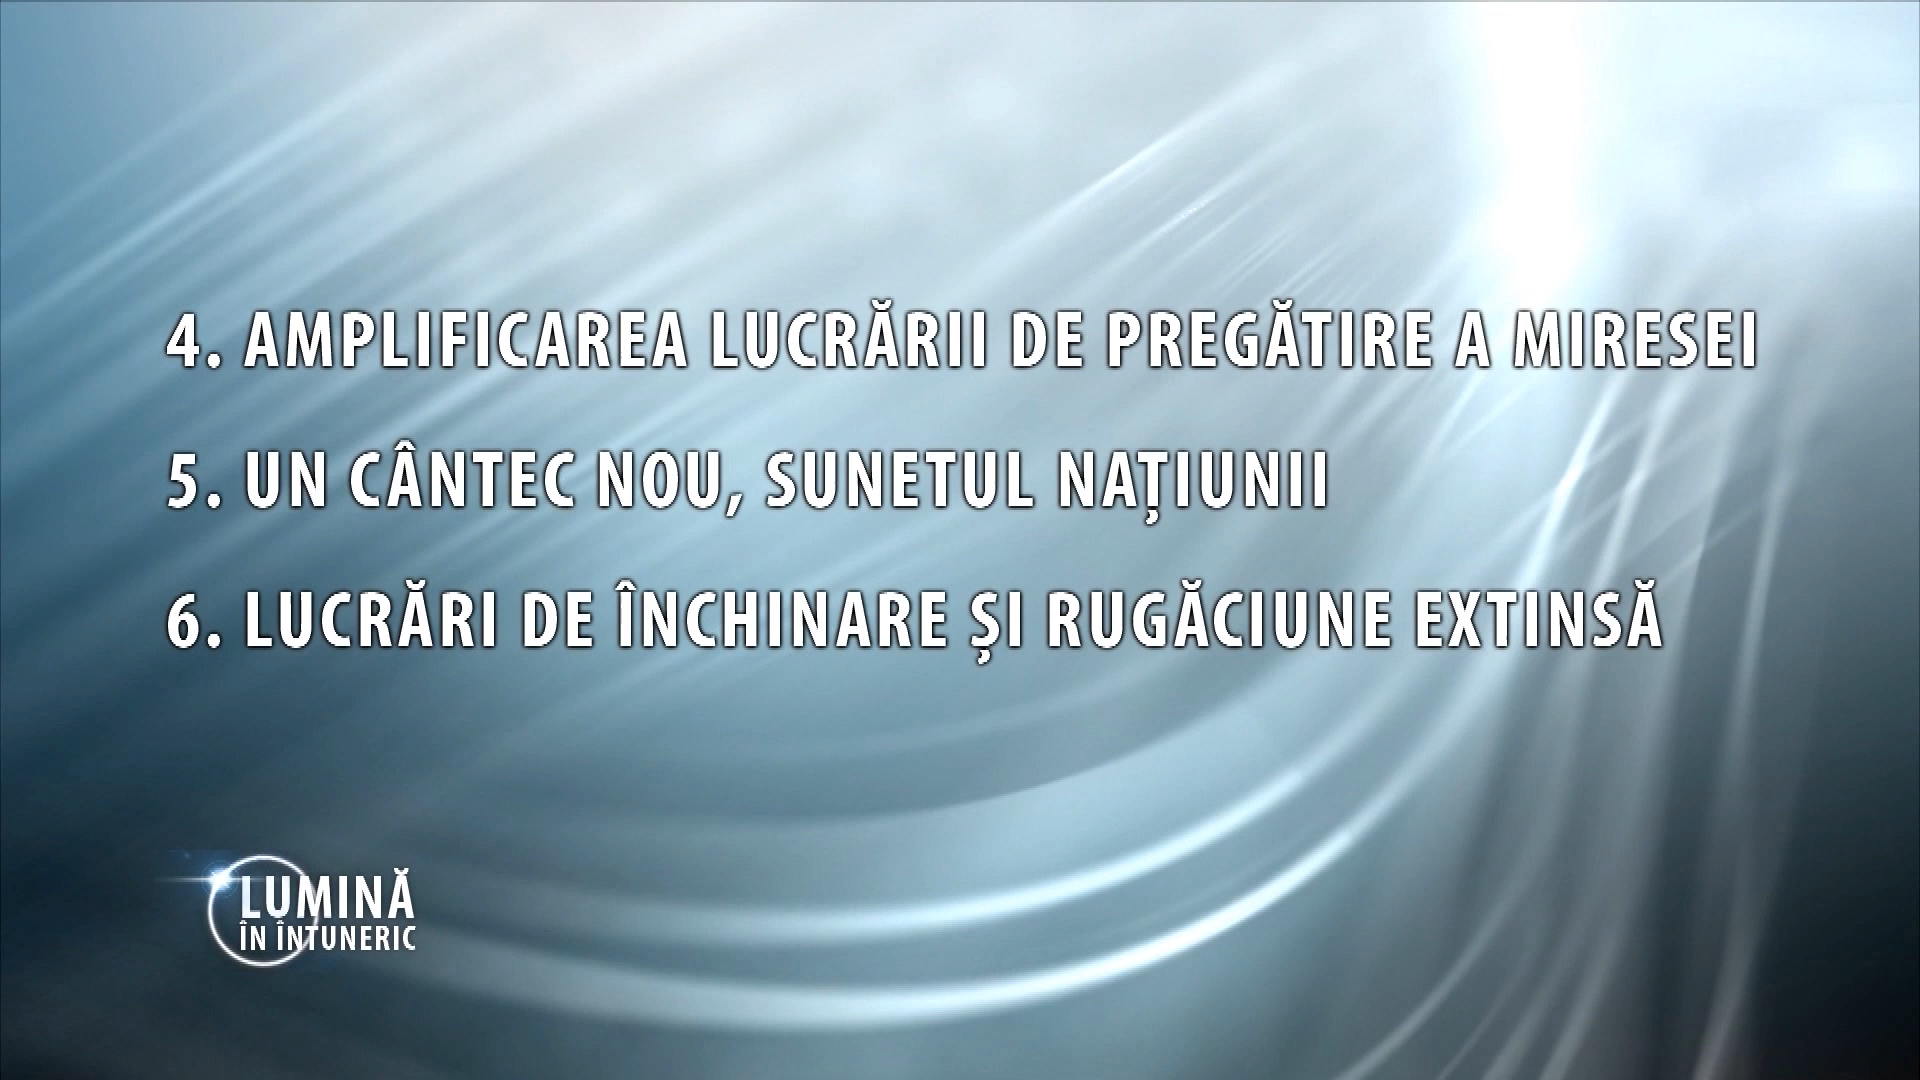 4. AMPLIFICAREA LUCRĂRII DE PREGĂTIRE A MIRESEI
5. UN CÂNTEC NOU, SUNETUL NAȚIUNII
6. LUCRĂRI DE ÎNCHINARE ȘI RUGĂCIUNE EXTINSĂ
LUMINĂ
ÎN ÎNTUNERIC